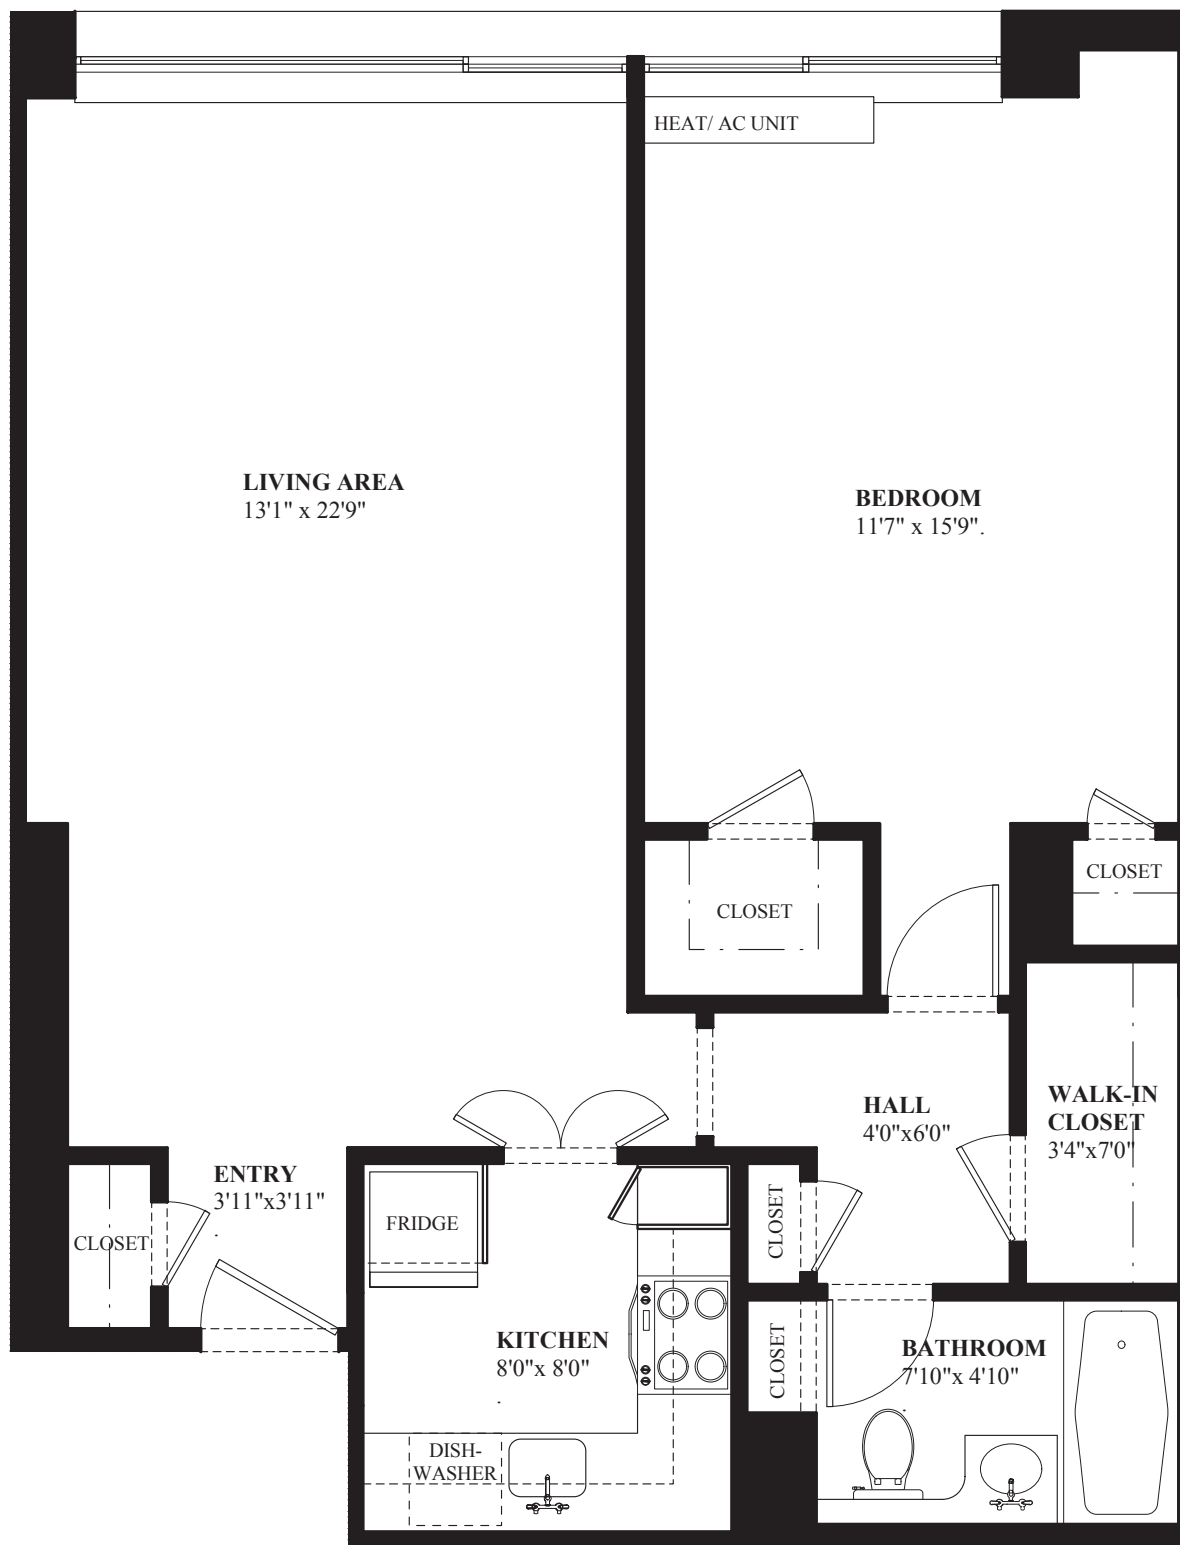 HEAT/ AC UNIT
LIVING AREA
13'1" x 22'9"
BEDROOM
11'7" x 15'9".
CLOSET
CLOSET
HALL
4'0"x6'0"
WALK-IN
CLOSET
3'4"x7'0"
ENTRY
3'11"x3'11"
CLOSET
FRIDGE
CLOSET
KITCHEN
8'0"x 8'0"
CLOSET
BATHROOM
7'10"x 4'10"
DISH-
WASHER